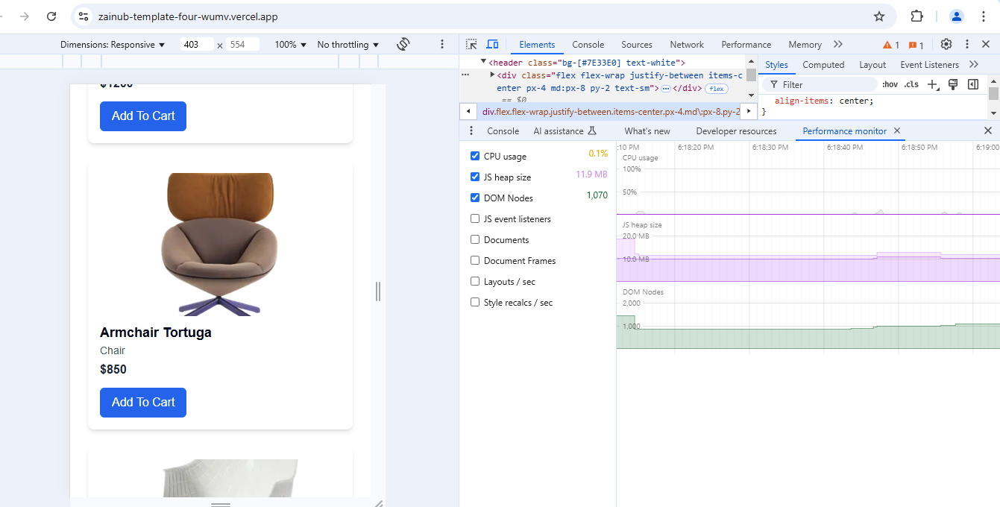 zainub-template-four-wumv.vercel.app
Dimensions: Responsive 403 × 554 100% No throttling
Elements Console Sources Network Performance Memory 1 1
<header class="bg-[#7E33E0] text-white">
<div class="flex flex-wrap justify-between items-c
enter px-4 md:px-8 py-2 text-sm"> </div> flex
== $0
div.flex.flex-wrap.justify-between.items-center.px-4.md\:px-8.py-2
Styles Computed Layout Event Listeners
Filter :hov .cls
align-items: center;
}
Console AI assistance What's new Developer resources Performance monitor
CPU usage 0.1%
JS heap size 11.9 MB
DOM Nodes 1,070
JS event listeners
Documents
Document Frames
Layouts / sec
Style recalcs / sec
:10 PM 6:18:20 PM 6:18:30 PM 6:18:40 PM 6:18:50 PM 6:19:00
CPU usage
100%
50%
JS heap size
20.0 MB
10.0 MB
DOM Nodes
2,000
1,000
$1200
Add To Cart
Armchair Tortuga
Chair
$850
Add To Cart